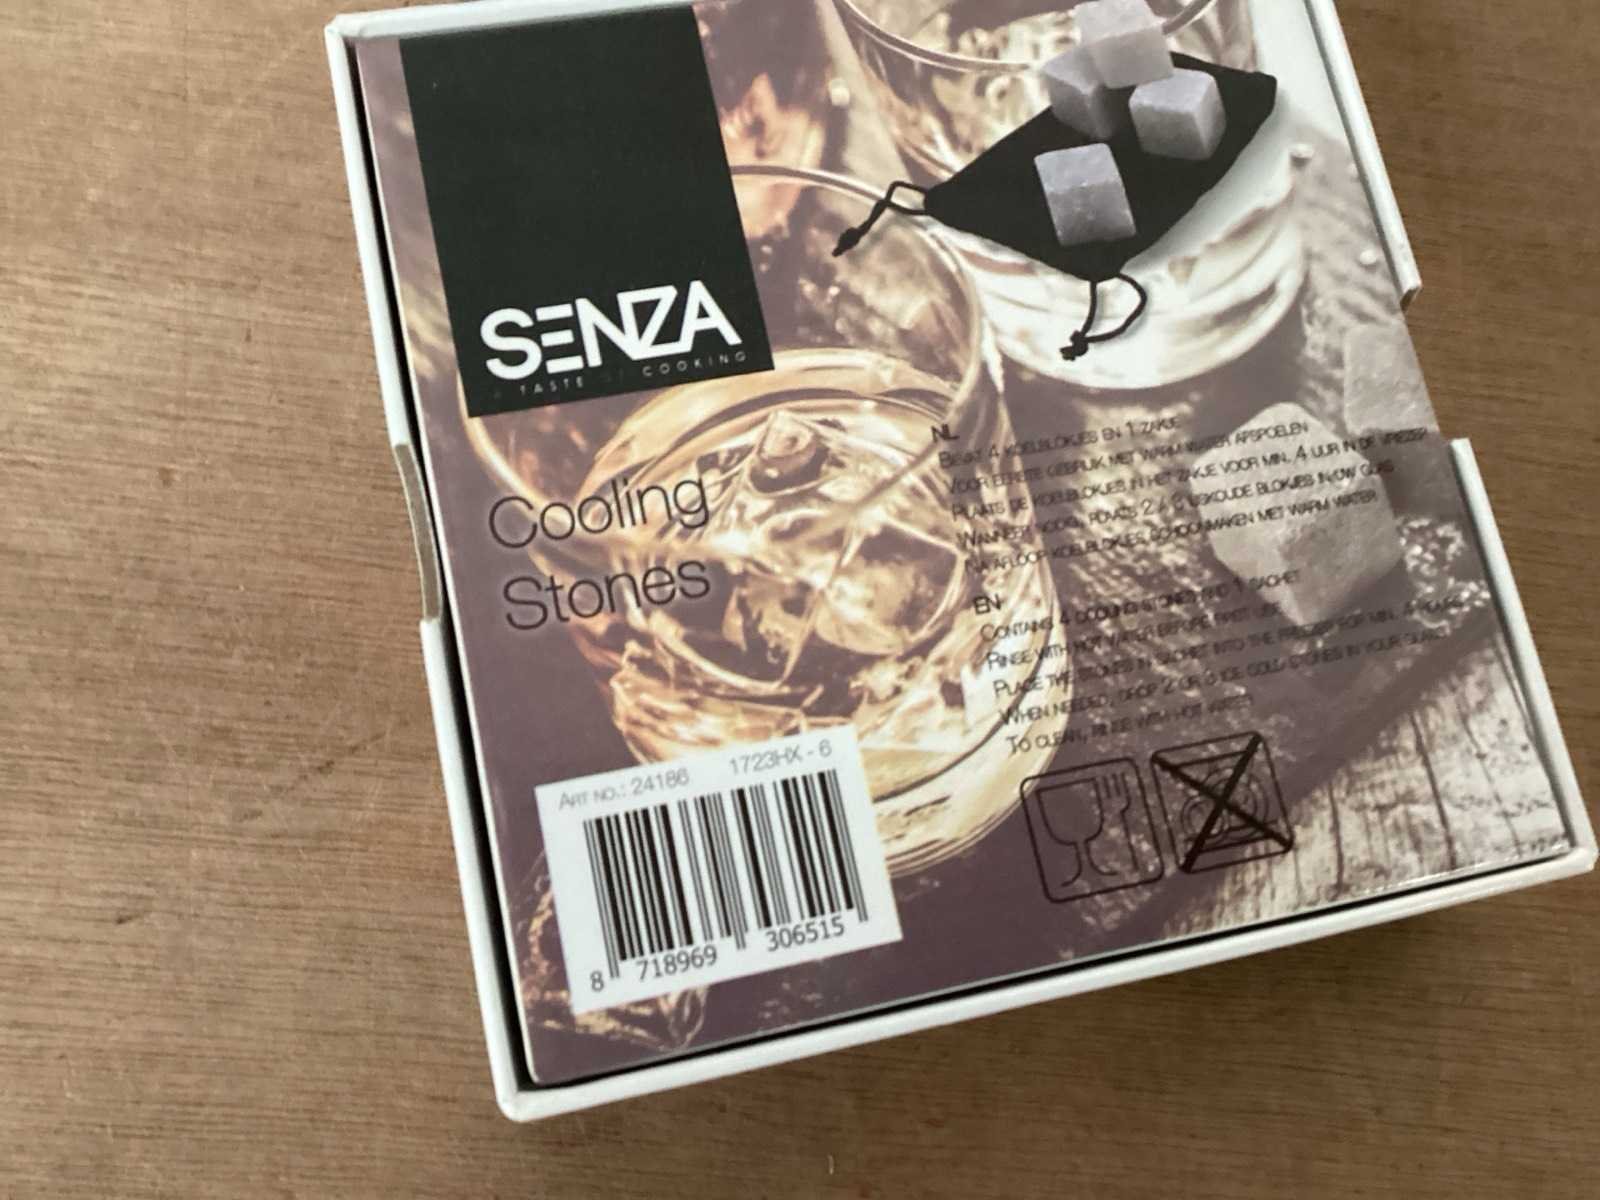 SENZA
TASTE OF COOKING
Cooling
Stones
NL
BEVAT 4 KOELBLOKJES EN 1 ZAKJE
VOOR EERSTE GEBRUIK MET WARM WATER AFSPOELEN
PLAATS DE KOELBLOKJES IN HET ZAKJE VOOR MIN. 4 UUR IN DE VRIEZER
WANNEER NODIG, PLAATS 2 Á 3 IJSKOUDE BLOKJES IN UW GLAS
NA AFLOOP KOELBLOKJES SCHOONMAKEN MET WARM WATER
EN
CONTAINS 4 COOLING STONES AND 1 SACHET
RINSE WITH HOT WATER BEFORE FIRST USE
PLACE THE STONES IN SACHET INTO THE FREEZER FOR MIN. 4 HOURS
WHEN NEEDED, DROP 2 OR 3 ICE COLD STONES IN YOUR GLASS
TO CLEAN, RINSE WITH HOT WATER
ART NO.: 24186 1723HX - 6
8 718969 306515